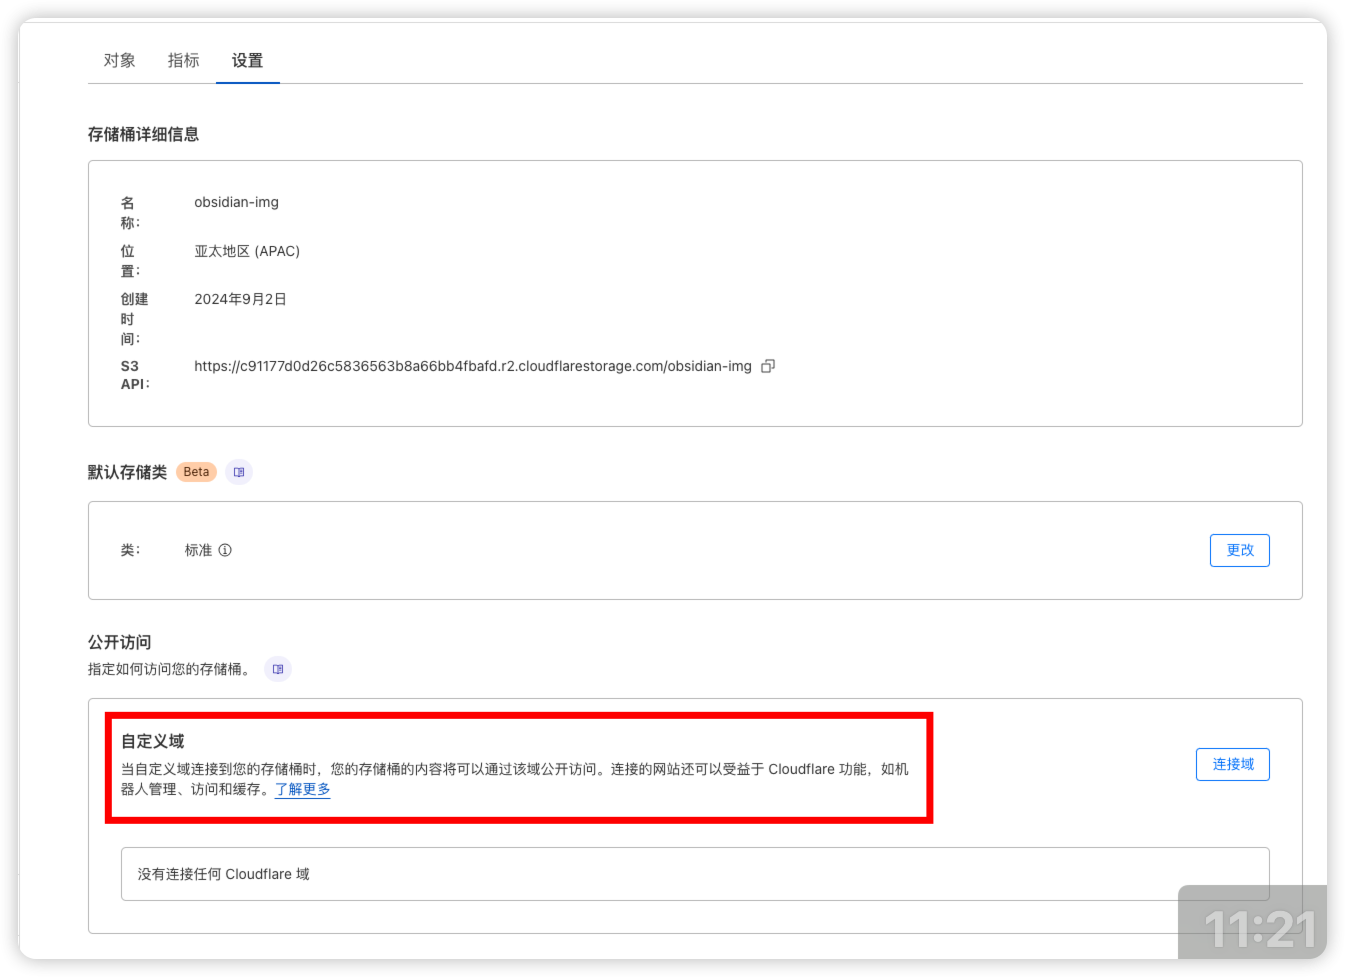 对象 指标 设置
存储桶详细信息
名
称：
obsidian-img
位
置：
亚太地区 (APAC)
创建
时
间：
2024年9月2日
S3
API：
https://c91177d0d26c5836563b8a66bb4fbafd.r2.cloudflarestorage.com/obsidian-img
默认存储类 Beta
类： 标准 更改
公开访问
指定如何访问您的存储桶。
自定义域
当自定义域连接到您的存储桶时，您的存储桶的内容将可以通过该域公开访问。连接的网站还可以受益于 Cloudflare 功能，如机
器人管理、访问和缓存。了解更多
连接域
没有连接任何 Cloudflare 域
11:21